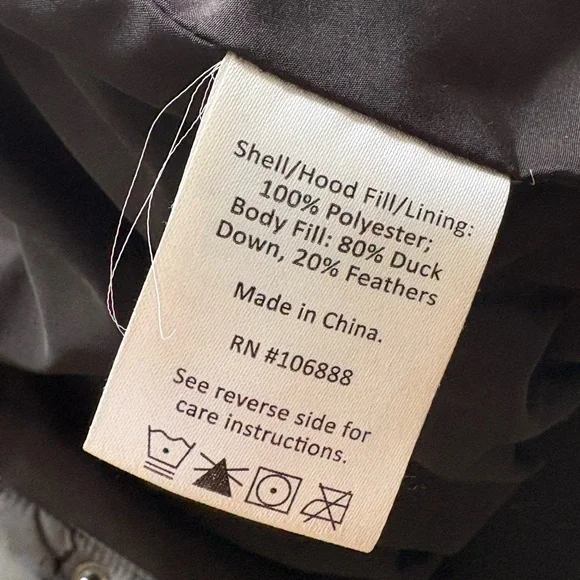 Shell/Hood Fill/Lining:
100% Polyester;
Body Fill: 80% Duck
Down, 20% Feathers
Made in China.
RN #106888
See reverse side for
care instructions.